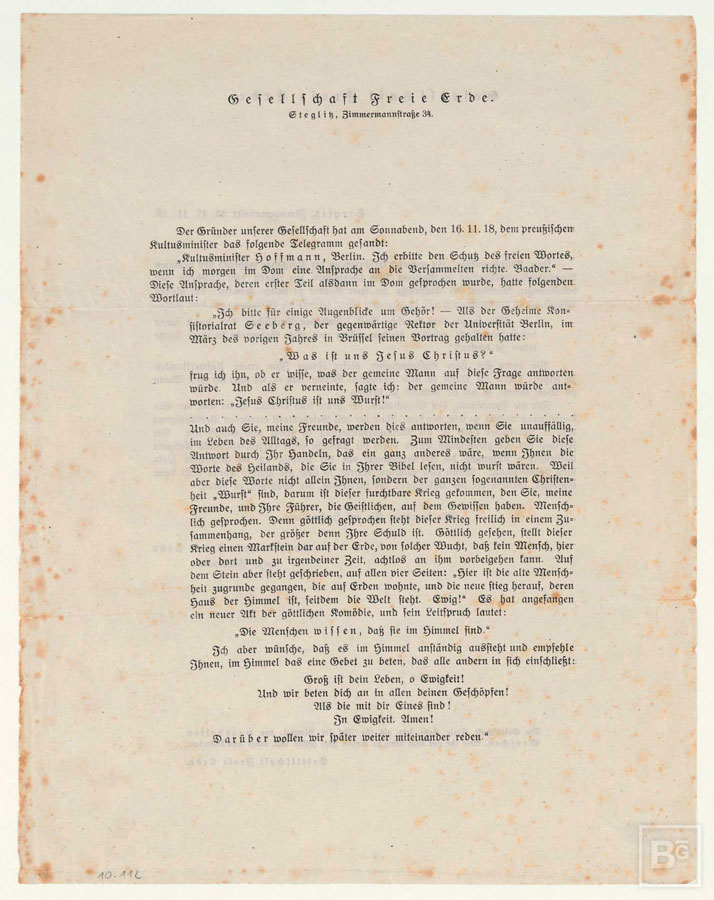 Gesellschaft Freie Erde.
Steglitz, Zimmermannstraße 34.
Der Gründer unserer Gesellschaft hat am Sonnabend, den 16. 11. 18, dem preußischen
Kultusminister das folgende Telegramm gesandt:
„Kultusminister Hoffmann, Berlin. Ich erbitte den Schutz des freien Wortes,
wenn ich morgen im Dom eine Ansprache an die Versammelten richte. Baader.“ —
Diese Ansprache, deren erster Teil alsdann im Dom gesprochen wurde, hatte folgenden
Wortlaut:
„Ich bitte für einige Augenblicke um Gehör! — Als der Geheime Kon-
sistorialrat Seeberg, der gegenwärtige Rektor der Universität Berlin, im
März des vorigen Jahres in Brüssel seinen Vortrag gehalten hatte:
„Was ist uns Jesus Christus?“
frug ich ihn, ob er wisse, was der gemeine Mann auf diese Frage antworten
würde. Und als er verneinte, sagte ich: der gemeine Mann würde ant-
worten: „Jesus Christus ist uns Wurst!“
. . . . . . . . . . . . . . . . . . . . . . . . . . . . .
Und auch Sie, meine Freunde, werden dies antworten, wenn Sie unauffällig,
im Leben des Alltags, so gefragt werden. Zum Mindesten geben Sie diese
Antwort durch Ihr Handeln, das ein ganz anderes wäre, wenn Ihnen die
Worte des Heilands, die Sie in Ihrer Bibel lesen, nicht wurst wären. Weil
aber diese Worte nicht allein Ihnen, sondern der ganzen sogenannten Christen-
heit „Wurst“ sind, darum ist dieser furchtbare Krieg gekommen, den Sie, meine
Freunde, und Ihre Führer, die Geistlichen, auf dem Gewissen haben. Mensch-
lich gesprochen. Denn göttlich gesprochen steht dieser Krieg freilich in einem Zu-
sammenhang, der größer denn Ihre Schuld ist. Göttlich gesehen, stellt dieser
Krieg einen Markstein dar auf der Erde, von solcher Wucht, daß kein Mensch, hier
oder dort und zu irgendeiner Zeit, achtlos an ihm vorbeigehen kann. Auf
dem Stein aber steht geschrieben, auf allen vier Seiten: „Hier ist die alte Mensch-
heit zugrunde gegangen, die auf Erden wohnte, und die neue stieg herauf, deren
Haus der Himmel ist, seitdem die Welt steht. Ewig!“ Es hat angefangen
ein neuer Akt der göttlichen Komödie, und sein Leitspruch lautet:
„Die Menschen wissen, daß sie im Himmel sind.“
Ich aber wünsche, daß es im Himmel anständig aussieht und empfehle
Ihnen, im Himmel das eine Gebet zu beten, das alle andern in sich einschließt:
Groß ist dein Leben, o Ewigkeit!
Und wir beten dich an in allen deinen Geschöpfen!
Als die mit dir Eines sind!
In Ewigkeit. Amen!
Darüber wollen wir später weiter miteinander reden.“
10.112
BG